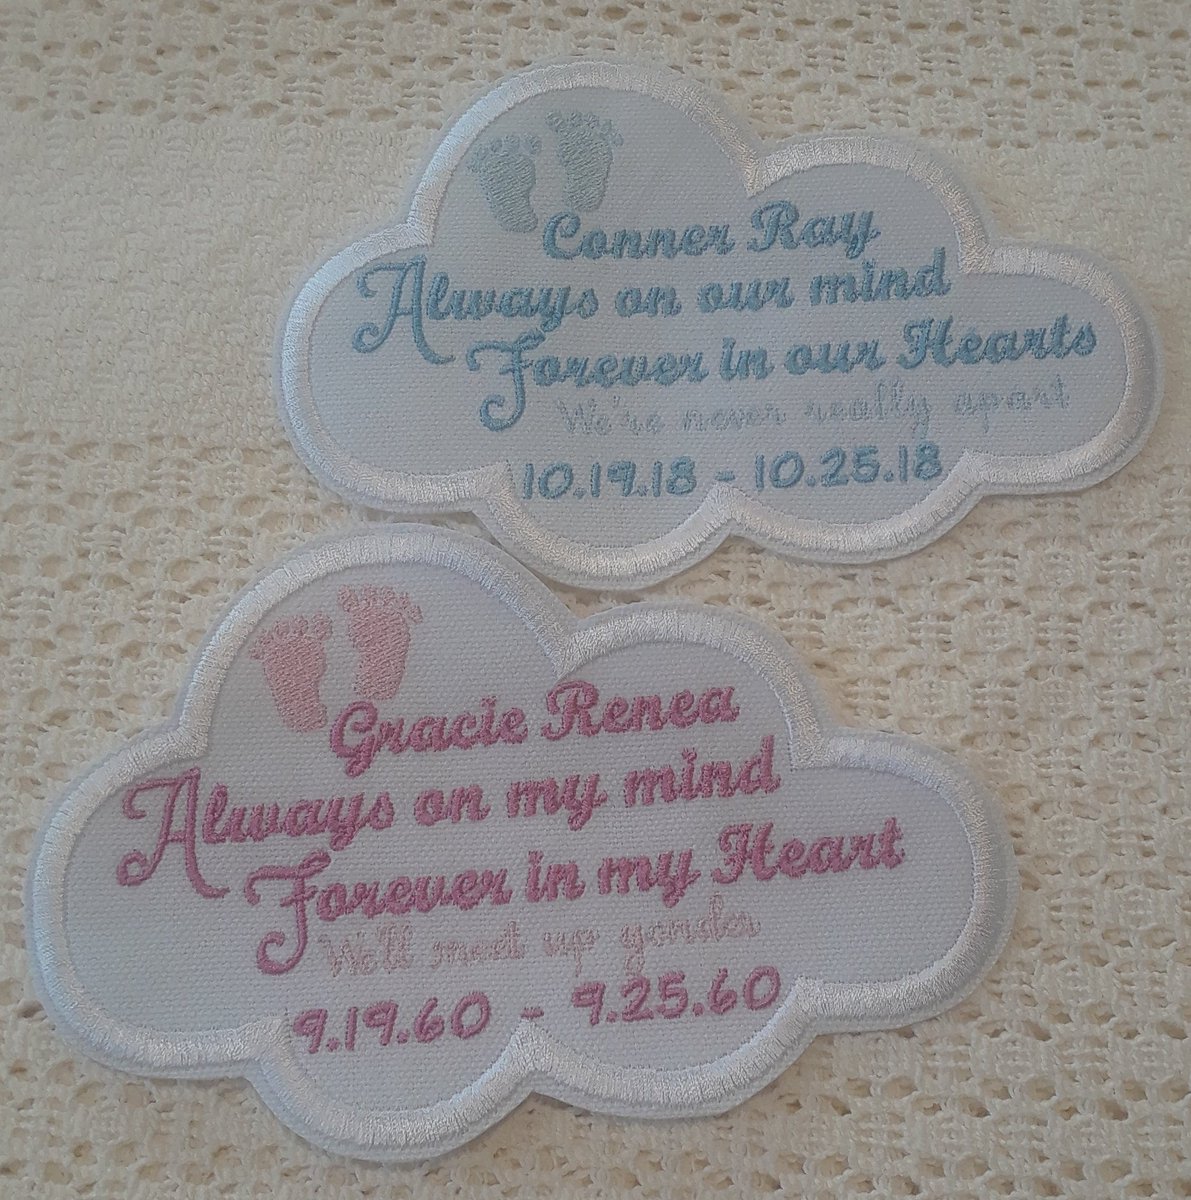 Conner Ray
Always on our mind
Forever in our Hearts
We're never really apart
10.19.18 - 10.25.18
Gracie Renea
Always on my mind
Forever in my Heart
We'll meet up yonder
9.19.60 - 9.25.60